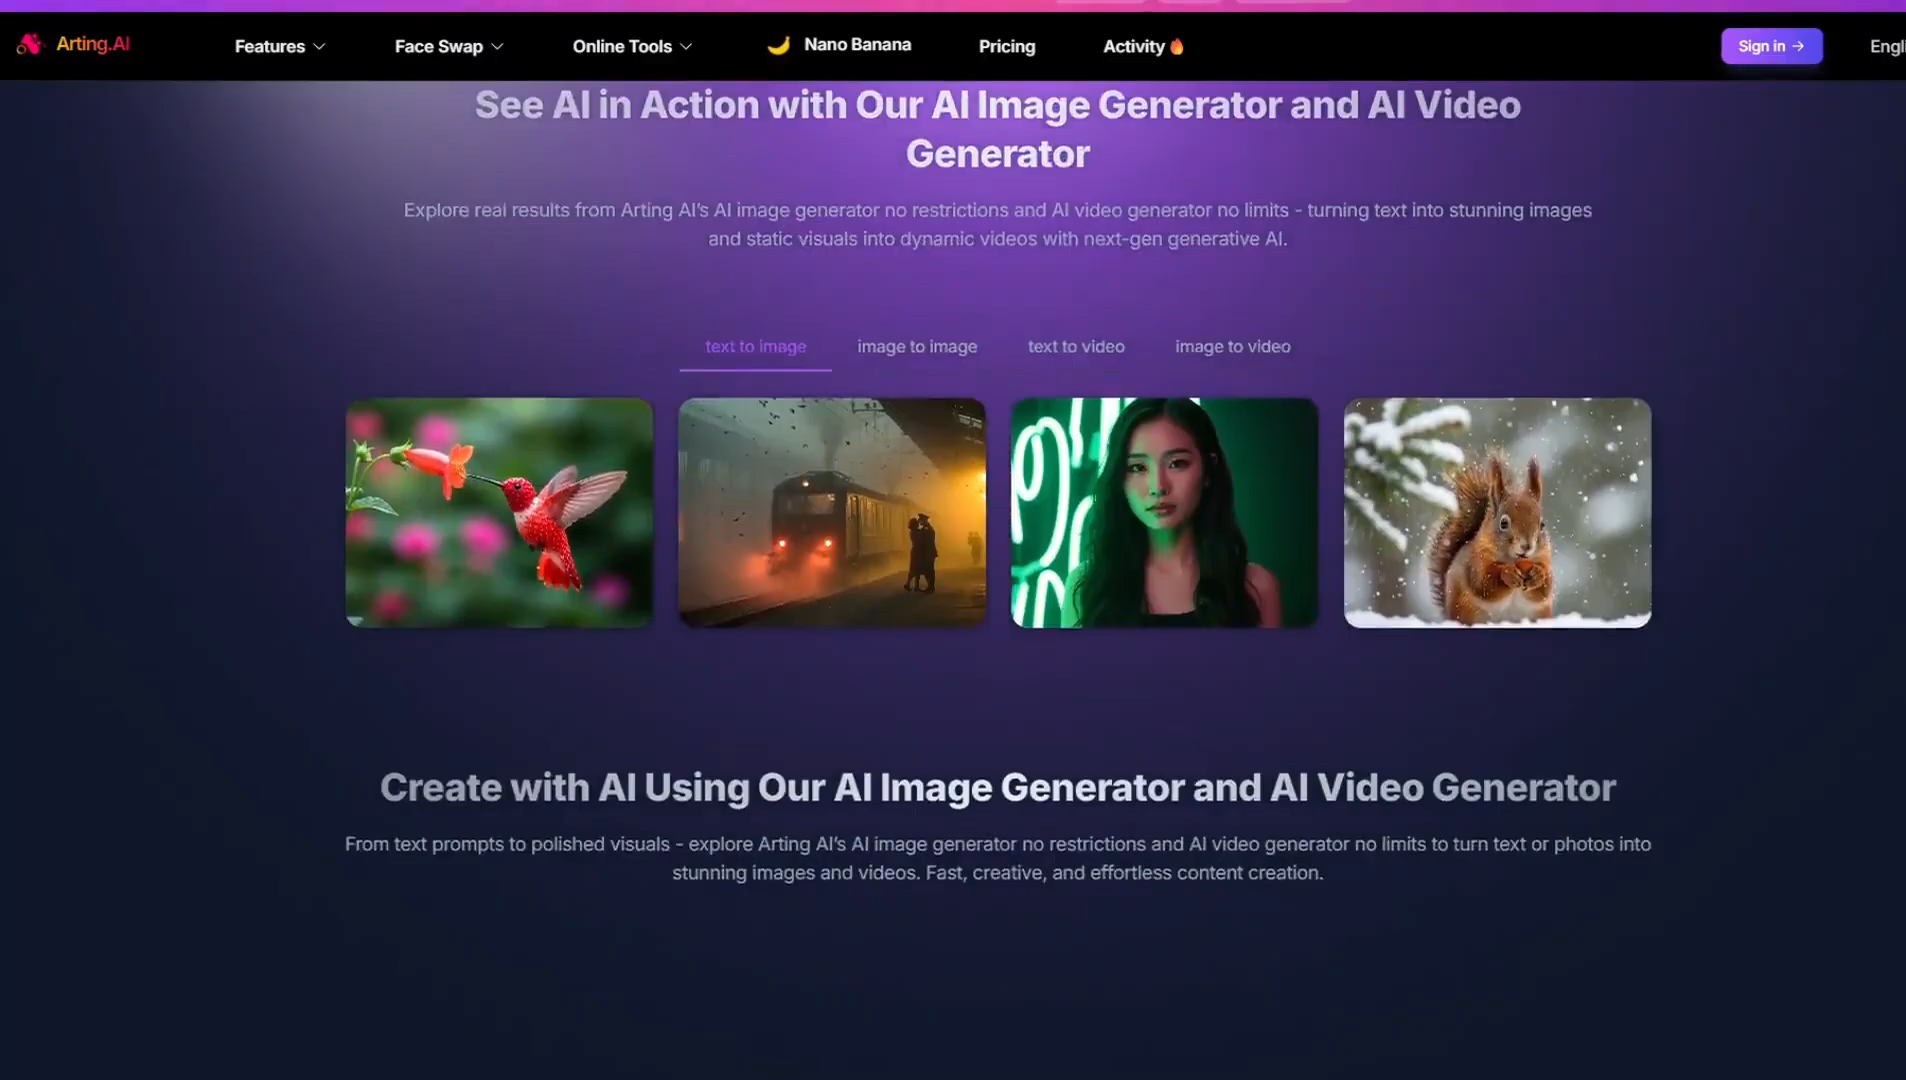 Arting.AI
Features
Face Swap
Online Tools
Nano Banana
Pricing
Activity
Sign in →
Engli
See AI in Action with Our AI Image Generator and AI Video
Generator
Explore real results from Arting AI's AI image generator no restrictions and AI video generator no limits - turning text into stunning images
and static visuals into dynamic videos with next-gen generative AI.
text to image
image to image
text to video
image to video
Create with AI Using Our AI Image Generator and AI Video Generator
From text prompts to polished visuals - explore Arting AI's AI image generator no restrictions and AI video generator no limits to turn text or photos into
stunning images and videos. Fast, creative, and effortless content creation.